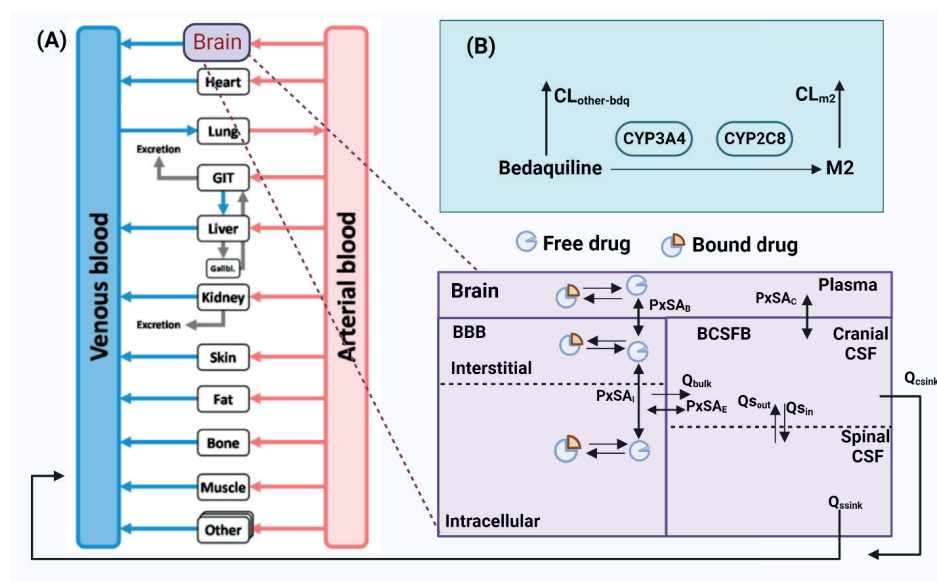 (A)
Venous blood
Arterial blood
Brain
Heart
Lung
Excretion
GIT
Liver
Gallbl.
Kidney
Excretion
Skin
Fat
Bone
Muscle
Other
(B)
CLother-bdq
CLm2
CYP3A4
CYP2C8
Bedaquiline
M2
Free drug
Bound drug
Brain
Plasma
PxSAB
PxSAC
BBB
BCSFB
Cranial
CSF
Interstitial
Qbulk
Qcsink
PxSAI
PxSAE
Qsout
Qsin
Spinal
CSF
Qssink
Intracellular